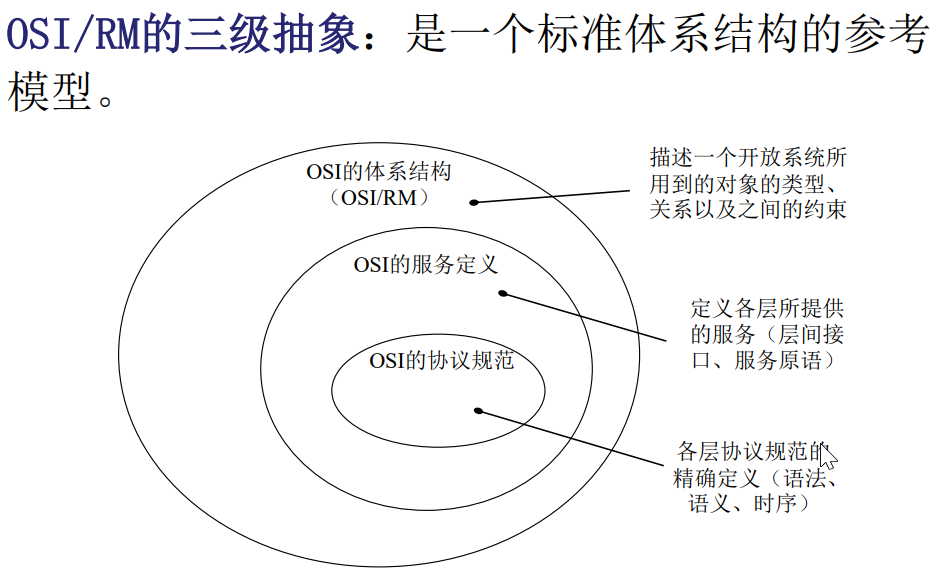 OSI/RM的三级抽象：是一个标准体系结构的参考
模型。
OSI的体系结构
（OSI/RM）
描述一个开放系统所
用到的对象的类型、
关系以及之间的约束
OSI的服务定义
定义各层所提供
的服务（层间接
口、服务原语）
OSI的协议规范
各层协议规范的
精确定义（语法、
语义、时序）